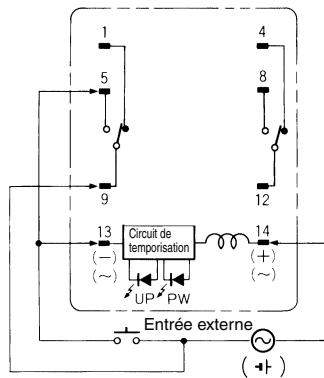 1 4
5 8
9 12
13 Circuit de temporisation 14
(−) (+)
(~) (~)
UP PW
Entrée externe